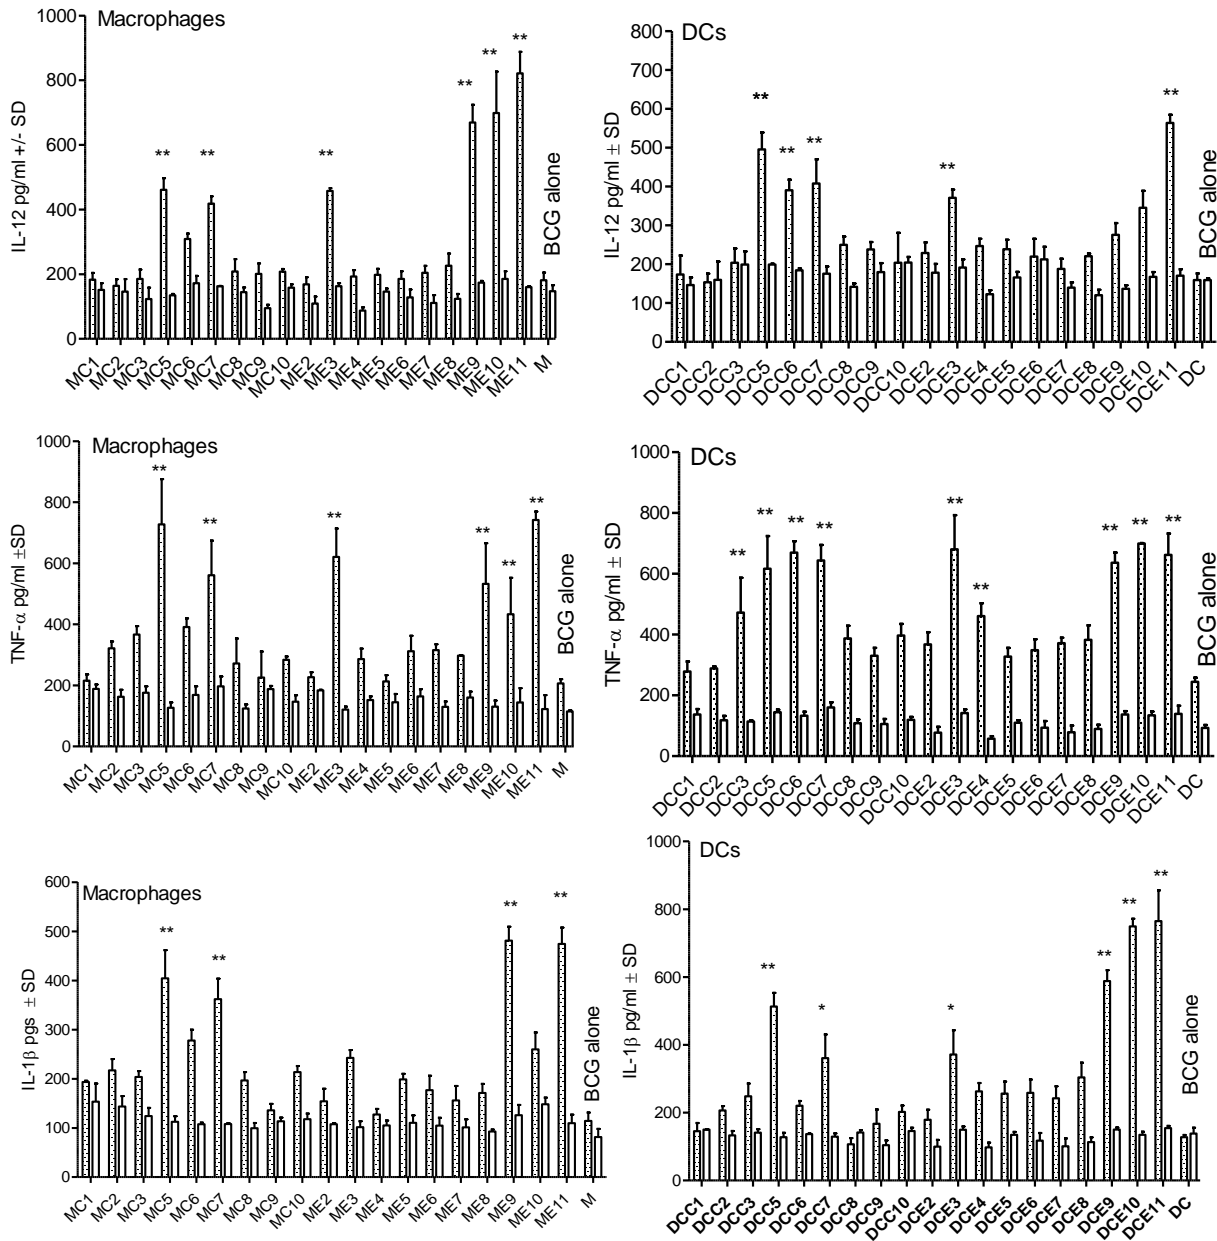 Macrophages
IL-12 pg/ml +/- SD
1000
800
600
400
200
0
** ** ** ** ** **
BCG alone
MC1 MC2 MC3 MC5 MC6 MC7 MC8 MC9 MC10 ME2 ME3 ME4 ME5 ME6 ME7 ME8 ME9 ME10 ME11 M
DCs
IL-12 pg/ml ± SD
800
700
600
500
400
300
200
100
0
** ** ** ** **
BCG alone
DCC1 DCC2 DCC3 DCC5 DCC6 DCC7 DCC8 DCC9 DCC10 DCE2 DCE3 DCE4 DCE5 DCE6 DCE7 DCE8 DCE9 DCE10 DCE11 DC
Macrophages
TNF-α pg/ml ±SD
1000
800
600
400
200
0
** ** ** ** ** **
BCG alone
MC1 MC2 MC3 MC5 MC6 MC7 MC8 MC9 MC10 ME2 ME3 ME4 ME5 ME6 ME7 ME8 ME9 ME10 ME11 M
DCs
TNF-α pg/ml ± SD
1000
800
600
400
200
0
** ** ** ** ** ** ** ** **
BCG alone
DCC1 DCC2 DCC3 DCC5 DCC6 DCC7 DCC8 DCC9 DCC10 DCE2 DCE3 DCE4 DCE5 DCE6 DCE7 DCE8 DCE9 DCE10 DCE11 DC
Macrophages
IL-1β pgs ± SD
600
500
400
300
200
100
0
** ** ** **
BCG alone
MC1 MC2 MC3 MC5 MC6 MC7 MC8 MC9 MC10 ME2 ME3 ME4 ME5 ME6 ME7 ME8 ME9 ME10 ME11 M
DCs
IL-1β pg/ml ± SD
1000
800
600
400
200
0
** * * ** ** **
BCG alone
DCC1 DCC2 DCC3 DCC5 DCC6 DCC7 DCC8 DCC9 DCC10 DCE2 DCE3 DCE4 DCE5 DCE6 DCE7 DCE8 DCE9 DCE10 DCE11 DC